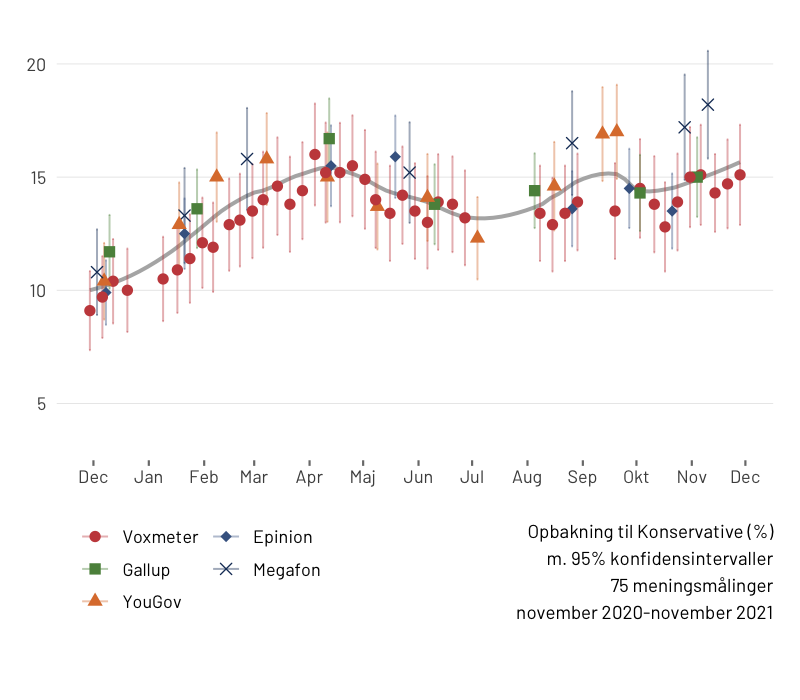 20
15
10
5
Dec Jan Feb Mar Apr Maj Jun Jul Aug Sep Okt Nov Dec
Voxmeter Epinion
Gallup Megafon
YouGov
Opbakning til Konservative (%)
m. 95% konfidensintervaller
75 meningsmålinger
november 2020-november 2021